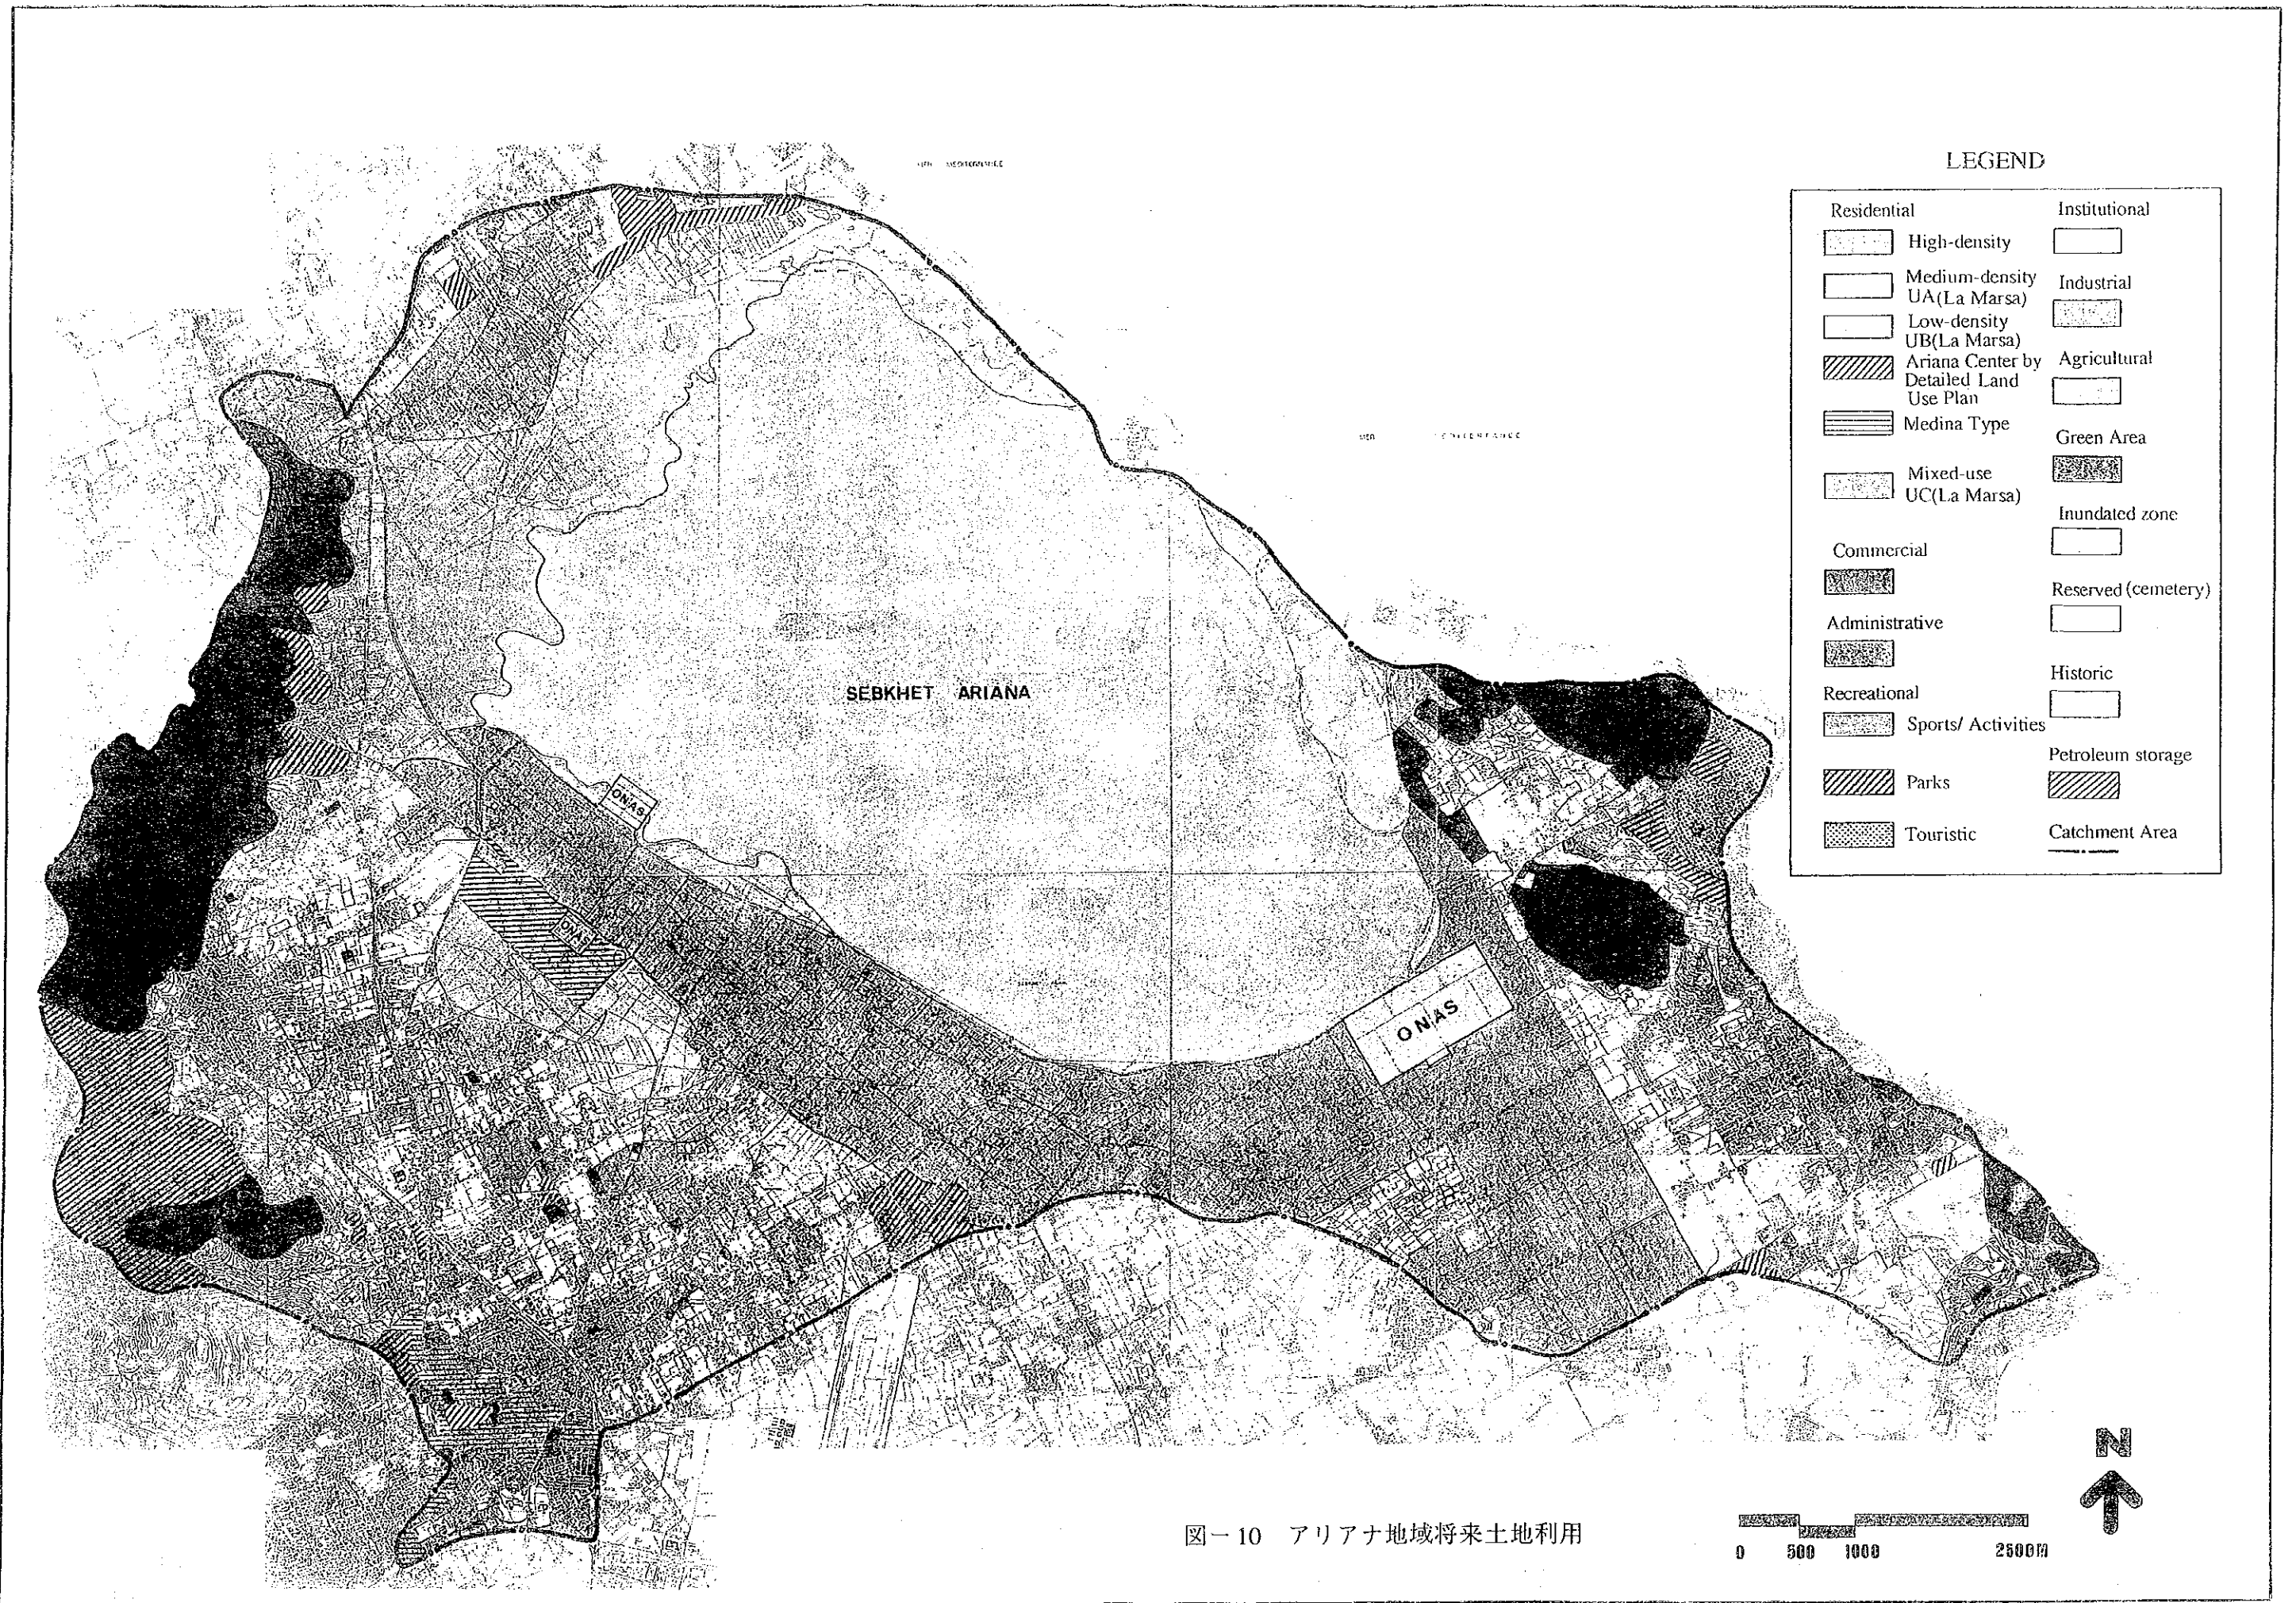 LEGEND
Residential
High-density
Medium-density
UA(La Marsa)
Low-density
UB(La Marsa)
Ariana Center by
Detailed Land
Use Plan
Medina Type
Mixed-use
UC(La Marsa)
Commercial
Administrative
Recreational
Sports/ Activities
Parks
Touristic
Institutional
Industrial
Agricultural
Green Area
Inundated zone
Reserved (cemetery)
Historic
Petroleum storage
Catchment Area
SEBKHET ARIANA
ONAS
ONAS
ONAS
N
図－10 アリアナ地域将来土地利用
0 500 1000 2500M